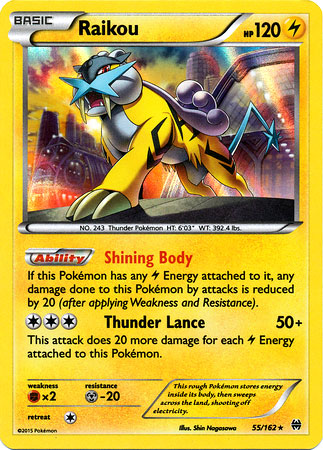 BASIC
Raikou HP120
NO. 243 Thunder Pokémon HT: 6'03" WT: 392.4 lbs.
Ability Shining Body
If this Pokémon has any Energy attached to it, any
damage done to this Pokémon by attacks is reduced
by 20 (after applying Weakness and Resistance).
Thunder Lance 50+
This attack does 20 more damage for each Energy
attached to this Pokémon.
weakness resistance
×2 -20
retreat
This rough Pokémon stores energy
inside its body, then sweeps
across the land, shooting off
electricity.
©2015 Pokémon Illus. Shin Nagasawa 55/162